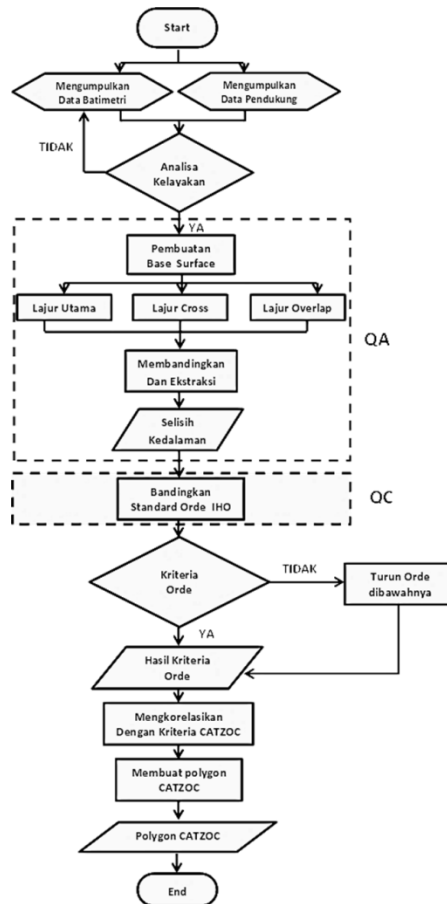 Start
Mengumpulkan
Data Batimetri
Mengumpulkan
Data Pendukung
TIDAK
Analisa
Kelayakan
YA
Pembuatan
Base Surface
Lajur Utama
Lajur Cross
Lajur Overlap
QA
Membandingkan
Dan Ekstraksi
Selisih
Kedalaman
Bandingkan
Standard Orde IHO
QC
Kriteria
Orde
TIDAK
Turun Orde
dibawahnya
YA
Hasil Kriteria
Orde
Mengkorelasikan
Dengan Kriteria CATZOC
Membuat polygon
CATZOC
Polygon CATZOC
End